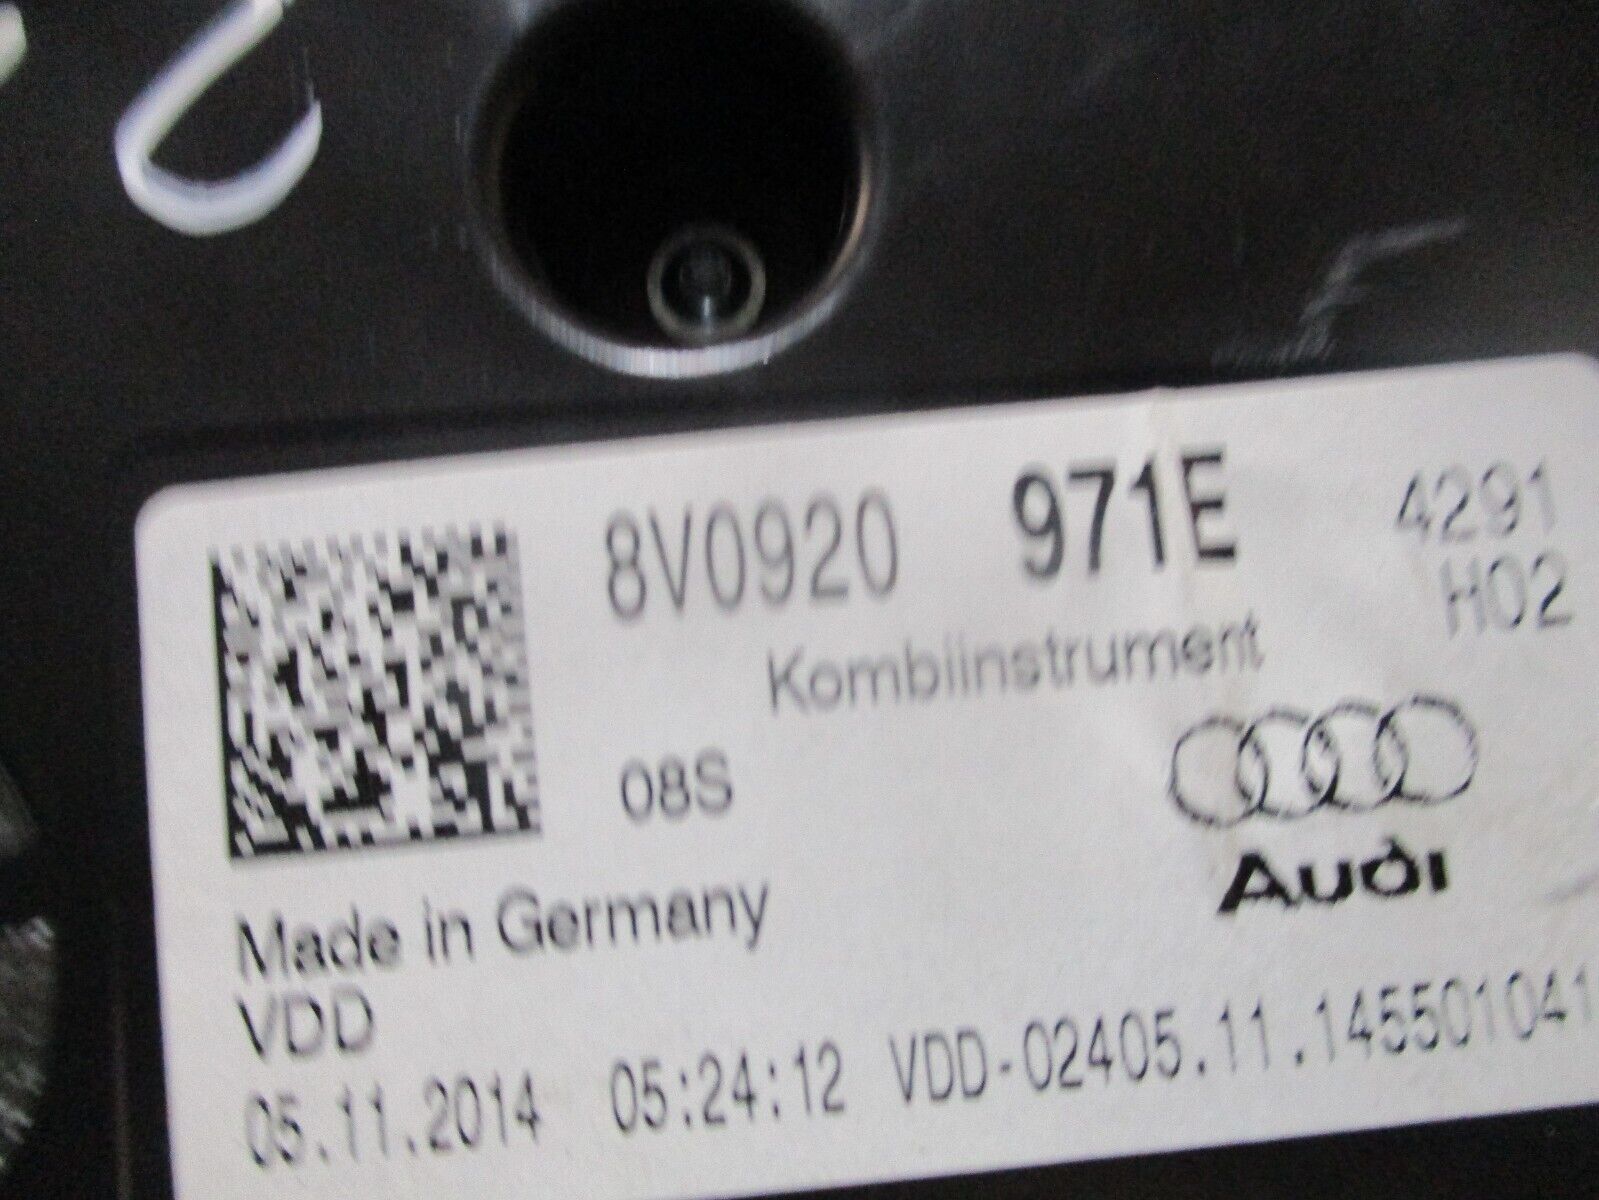 8V0920 971E 4291
H02
Kombiinstrument
08S
Audi
Made in Germany
VDD
05.11.2014 05:24:12 VDD-02405.11.145501041